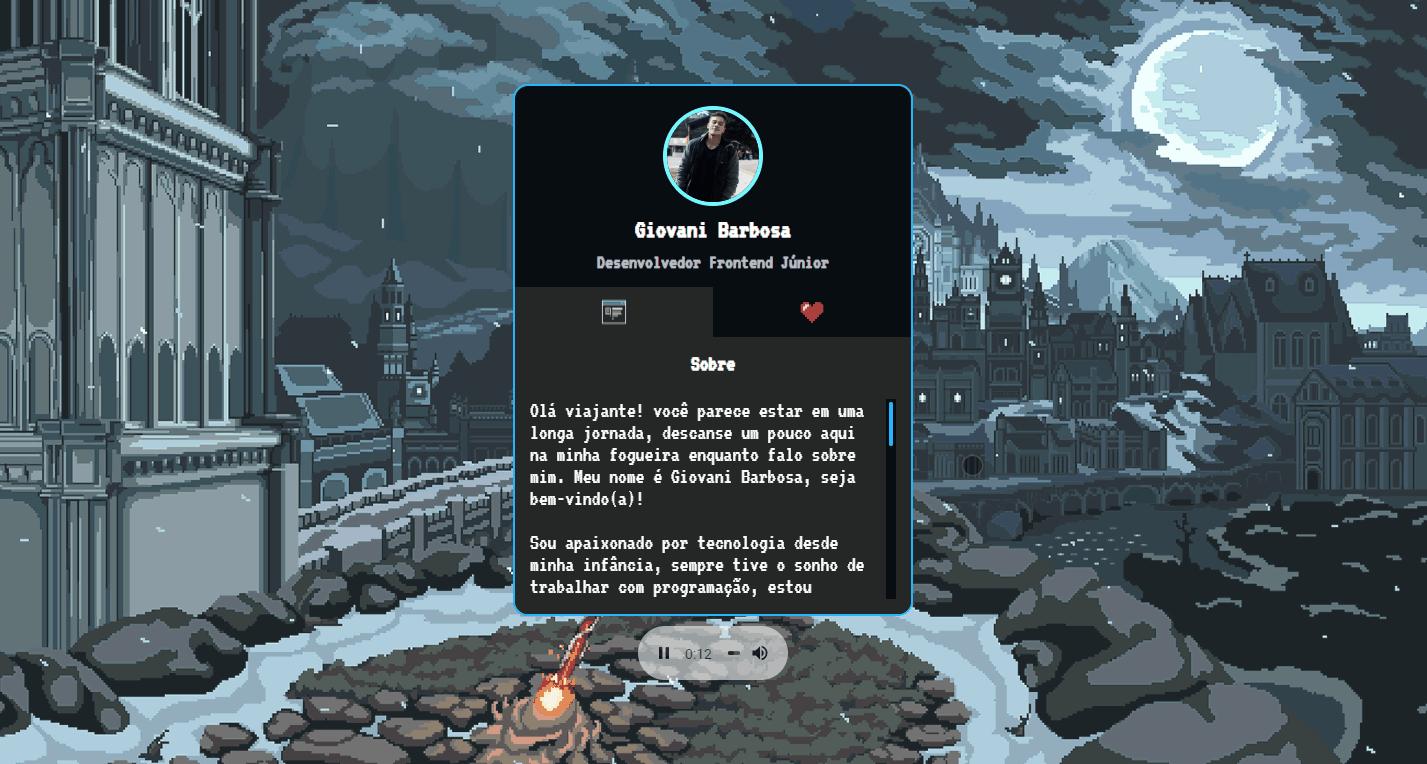 Giovani Barbosa
Desenvolvedor Frontend Júnior
Sobre
Olá viajante! você parece estar em uma
longa jornada, descanse um pouco aqui
na minha fogueira enquanto falo sobre
mim. Meu nome é Giovani Barbosa, seja
bem-vindo(a)!
Sou apaixonado por tecnologia desde
minha infância, sempre tive o sonho de
trabalhar com programação, estou
0:12